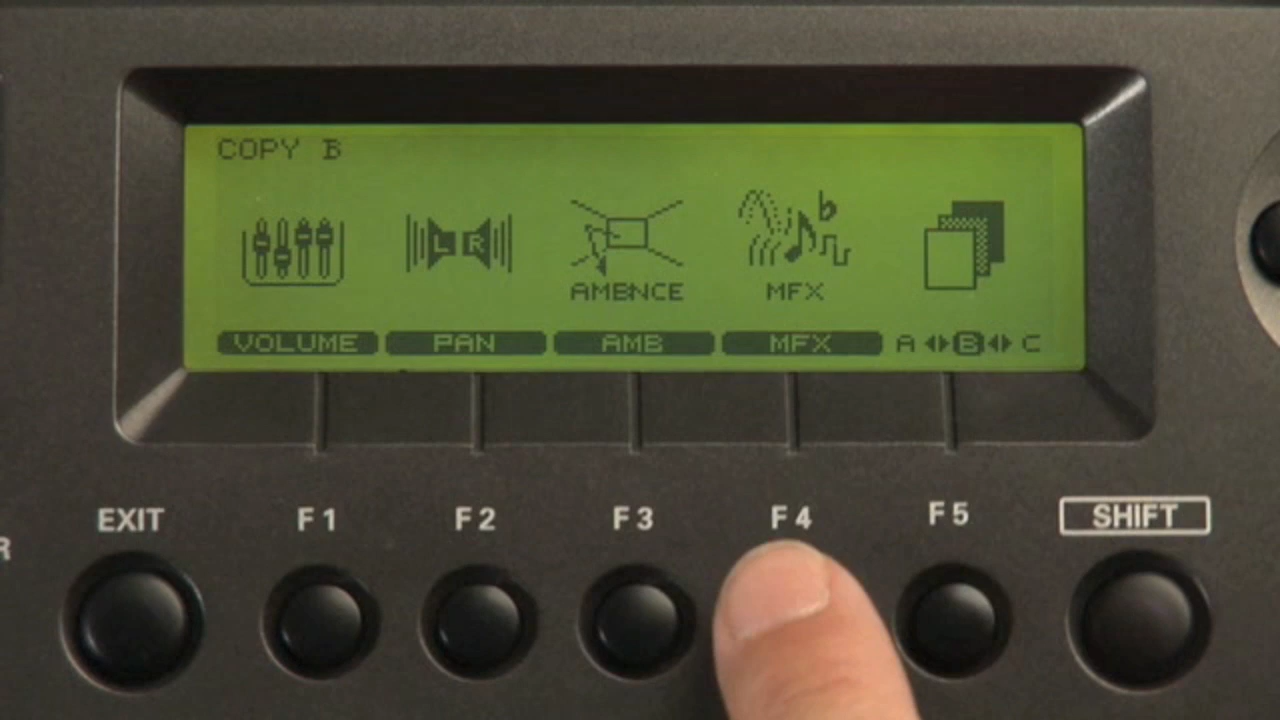 COPY B
L R
b
AMBNCE MFX
VOLUME PAN AMB MFX A B C
EXIT F1 F2 F3 F4 F5 SHIFT
R